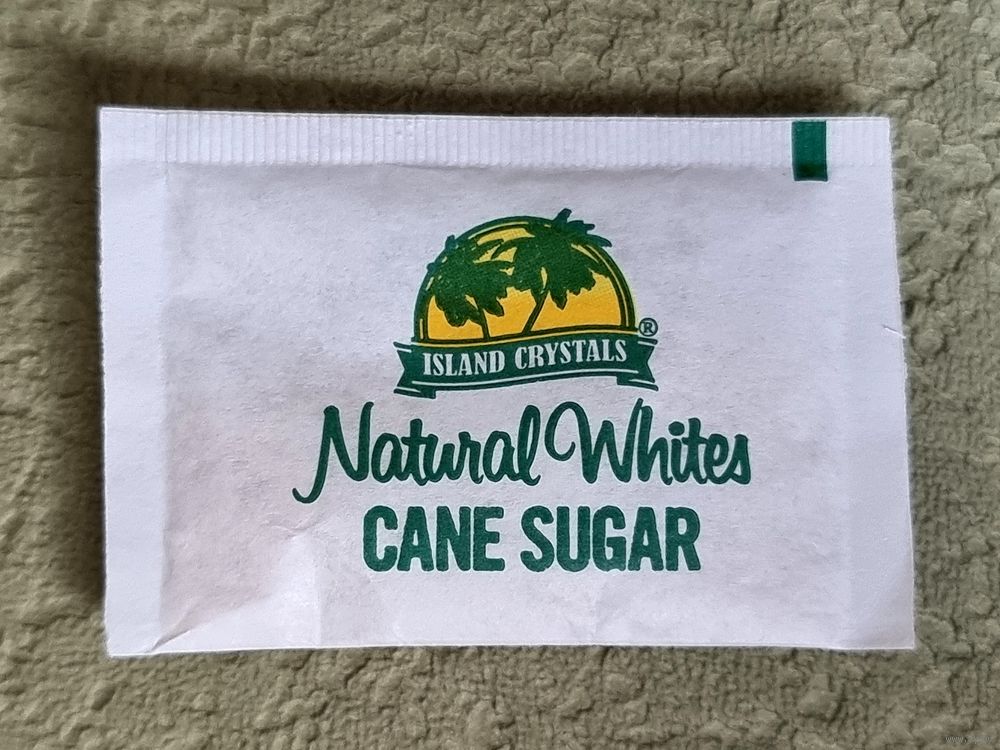 ISLAND CRYSTALS ®
Natural Whites
CANE SUGAR